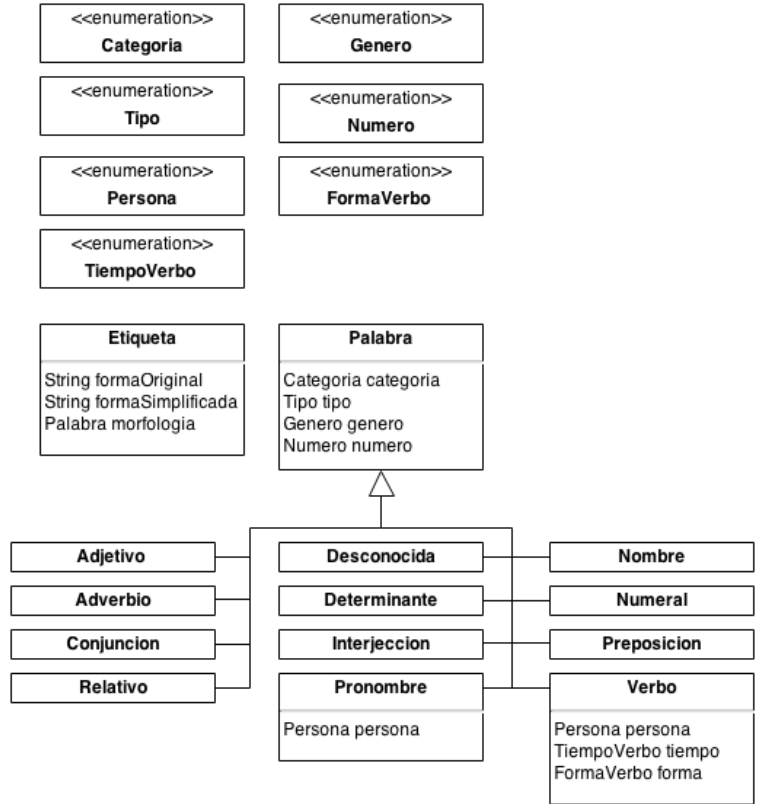 <<enumeration>>
Categoria
<<enumeration>>
Genero
<<enumeration>>
Tipo
<<enumeration>>
Numero
<<enumeration>>
Persona
<<enumeration>>
FormaVerbo
<<enumeration>>
TiempoVerbo
Etiqueta
String formaOriginal
String formaSimplificada
Palabra morfologia
Palabra
Categoria categoria
Tipo tipo
Genero genero
Numero numero
Adjetivo
Desconocida
Nombre
Adverbio
Determinante
Numeral
Conjuncion
Interjeccion
Preposicion
Relativo
Pronombre
Persona persona
Verbo
Persona persona
TiempoVerbo tiempo
FormaVerbo forma